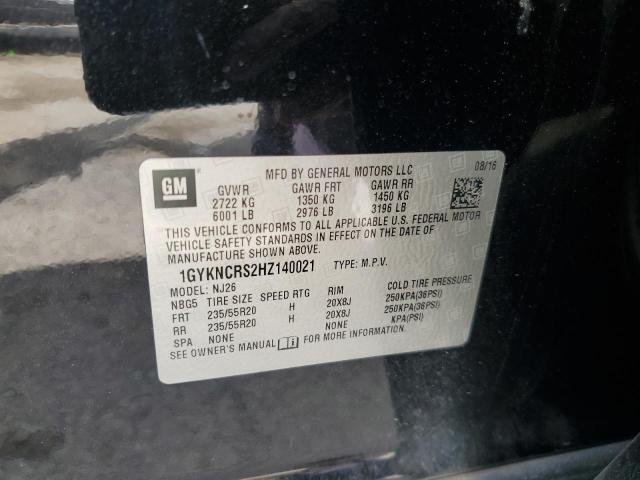 MFD BY GENERAL MOTORS LLC 08/16
GM
GVWR GAWR FRT GAWR RR
2722 KG 1350 KG 1450 KG
6001 LB 2976 LB 3196 LB
THIS VEHICLE CONFORMS TO ALL APPLICABLE U.S. FEDERAL MOTOR
VEHICLE SAFETY STANDARDS IN EFFECT ON THE DATE OF
MANUFACTURE SHOWN ABOVE.
1GYKNCRS2HZ140021 TYPE: M.P.V.
MODEL: NJ26
NBG5 TIRE SIZE SPEED RTG RIM COLD TIRE PRESSURE
FRT 235/55R20 H 20X8J 250KPA(36PSI)
RR 235/55R20 H 20X8J 250KPA(36PSI)
SPA NONE NONE KPA(PSI)
SEE OWNER'S MANUAL FOR MORE INFORMATION.